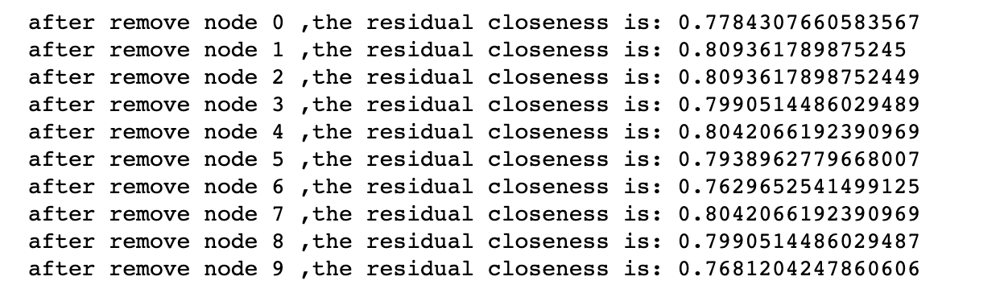 after remove node 0 ,the residual closeness is: 0.7784307660583567
after remove node 1 ,the residual closeness is: 0.809361789875245
after remove node 2 ,the residual closeness is: 0.8093617898752449
after remove node 3 ,the residual closeness is: 0.7990514486029489
after remove node 4 ,the residual closeness is: 0.8042066192390969
after remove node 5 ,the residual closeness is: 0.7938962779668007
after remove node 6 ,the residual closeness is: 0.7629652541499125
after remove node 7 ,the residual closeness is: 0.8042066192390969
after remove node 8 ,the residual closeness is: 0.7990514486029487
after remove node 9 ,the residual closeness is: 0.7681204247860606